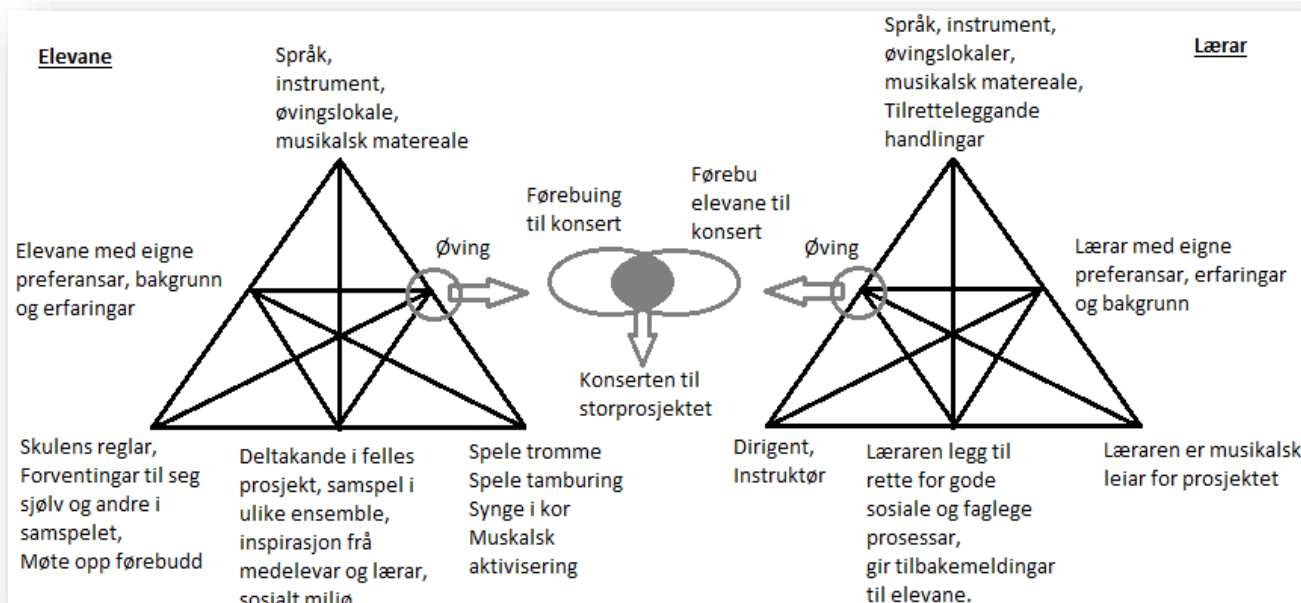 Elevane
Språk,
instrument,
øvingslokale,
musikalsk matereale
Elevane med eigne
preferansar, bakgrunn
og erfaringar
Øving
Skulens reglar,
Forventingar til seg
sjølv og andre i
samspelet,
Møte opp førebudd
Deltakande i felles
prosjekt, samspel i
ulike ensemble,
inspirasjon frå
medelevar og lærar,
sosialt miljø
Spele tromme
Spele tamburing
Synge i kor
Muskalsk
aktivisering
Førebuing
til konsert
Førebu
elevane til
konsert
Konserten til
storprosjektet
Lærar
Språk, instrument,
øvingslokaler,
musikalsk matereale,
Tilretteleggande
handlingar
Øving
Lærar med eigne
preferansar, erfaringar
og bakgrunn
Dirigent,
Instruktør
Læraren legg til
rette for gode
sosiale og faglege
prosessar,
gir tilbakemeldingar
til elevane.
Læraren er musikalsk
leiar for prosjektet